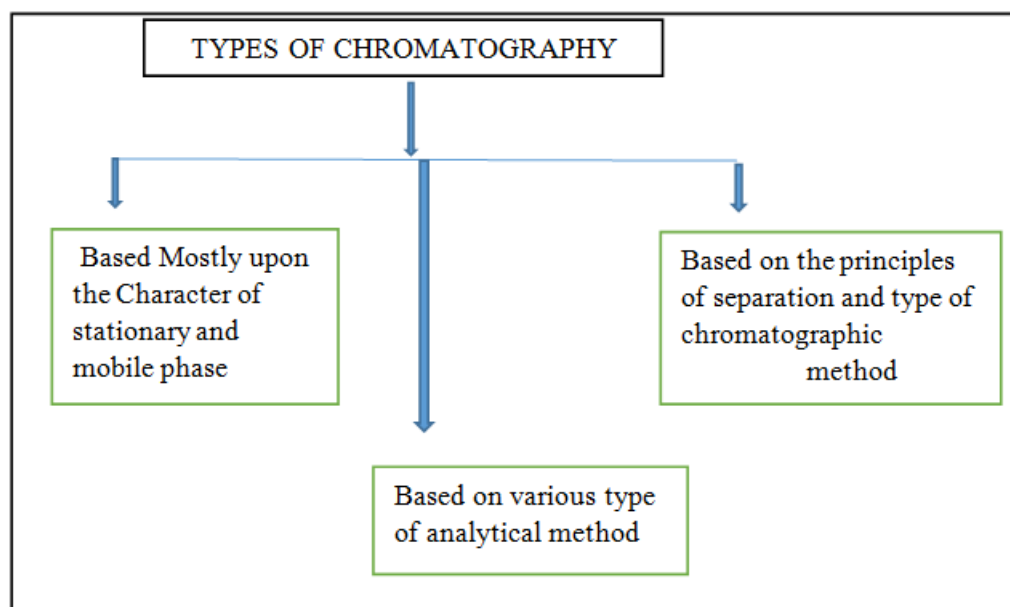 TYPES OF CHROMATOGRAPHY
Based Mostly upon
the Character of
stationary and
mobile phase
Based on various type
of analytical method
Based on the principles
of separation and type of
chromatographic
method